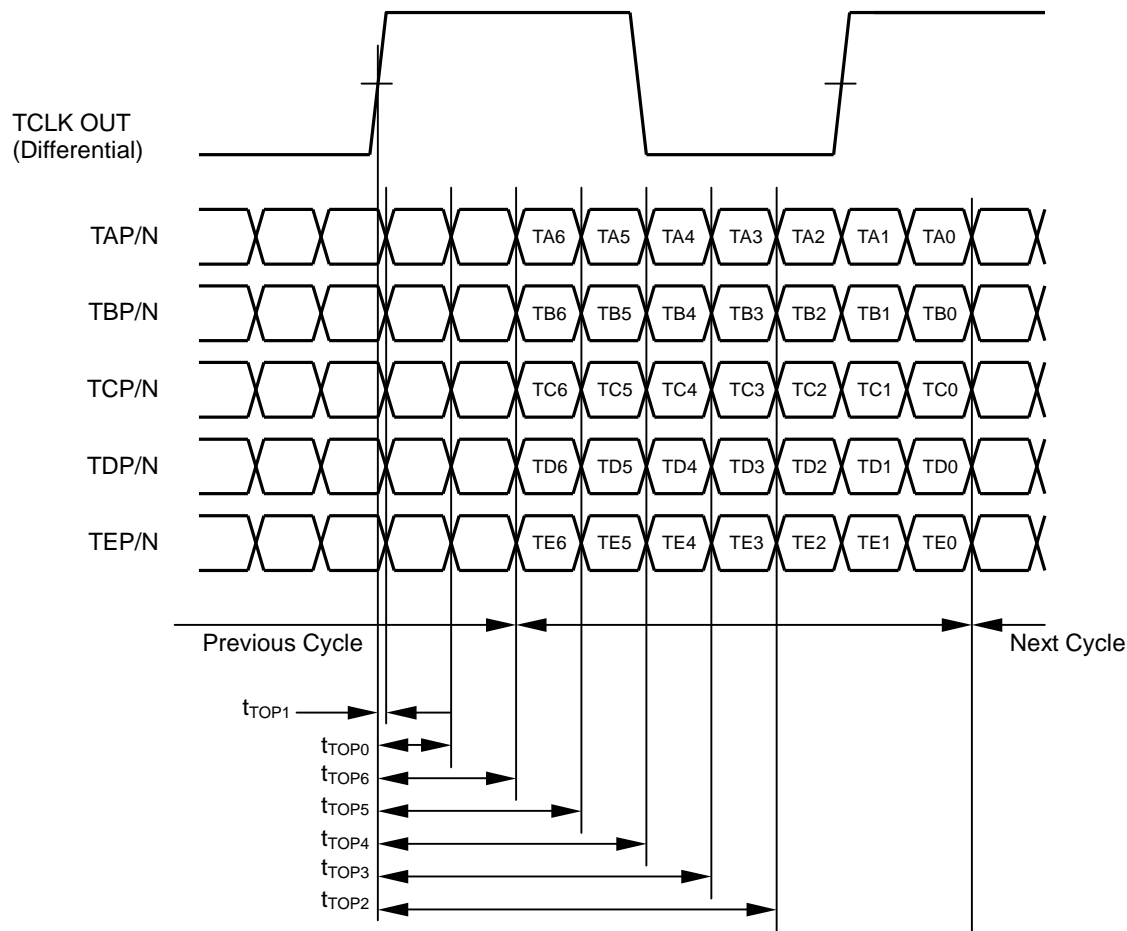 TCLK OUT
(Differential)
TAP/N TA6 TA5 TA4 TA3 TA2 TA1 TA0
TBP/N TB6 TB5 TB4 TB3 TB2 TB1 TB0
TCP/N TC6 TC5 TC4 TC3 TC2 TC1 TC0
TDP/N TD6 TD5 TD4 TD3 TD2 TD1 TD0
TEP/N TE6 TE5 TE4 TE3 TE2 TE1 TE0
Previous Cycle Next Cycle
tTOP1
tTOP0
tTOP6
tTOP5
tTOP4
tTOP3
tTOP2